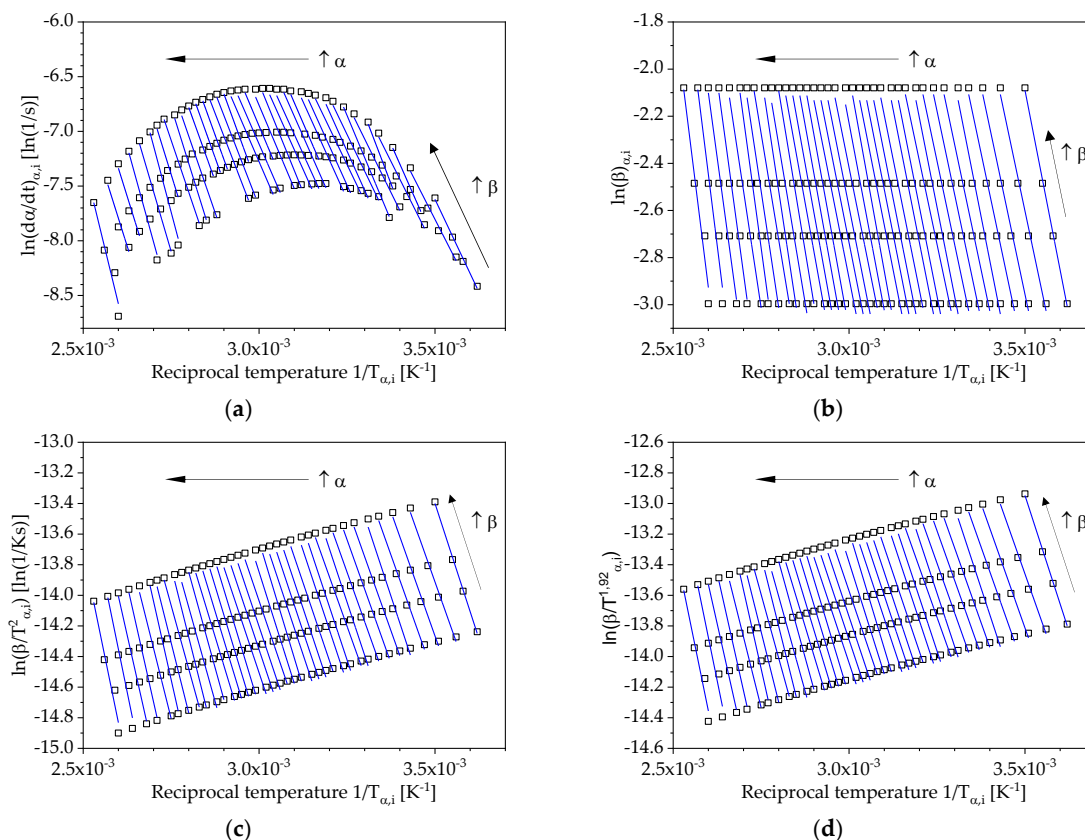 -6.0
-6.5
-7.0
-7.5
-8.0
-8.5
ln(dα/dt)α,i [ln(1/s)]
↑ α
↑ β
2.5x10-3 3.0x10-3 3.5x10-3
Reciprocal temperature 1/Tα,i [K-1]
(a)
-1.8
-2.0
-2.2
-2.4
-2.6
-2.8
-3.0
ln(β)α,i
↑ α
↑ β
2.5x10-3 3.0x10-3 3.5x10-3
Reciprocal temperature 1/Tα,i [K-1]
(b)
-13.0
-13.4
-13.6
-13.8
-14.0
-14.2
-14.4
-14.6
-14.8
-15.0
ln(β/T2α,i) [ln(1/Ks)]
↑ α
↑ β
2.5x10-3 3.0x10-3 3.5x10-3
Reciprocal temperature 1/Tα,i [K-1]
(c)
-12.6
-12.8
-13.0
-13.2
-13.4
-13.6
-13.8
-14.0
-14.2
-14.4
-14.6
ln(β/T1,92α,i)
↑ α
↑ β
2.5x10-3 3.0x10-3 3.5x10-3
Reciprocal temperature 1/Tα,i [K-1]
(d)